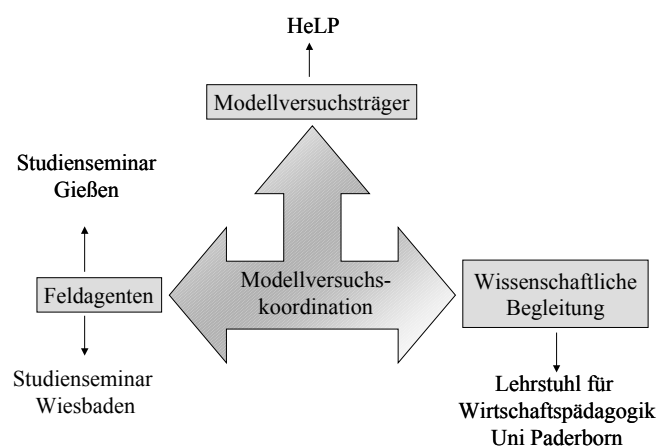 HeLP
Modellversuchsträger
Studienseminar
Gießen
Feldagenten
Modellversuchs-
koordination
Wissenschaftliche
Begleitung
Studienseminar
Wiesbaden
Lehrstuhl für
Wirtschaftspädagogik
Uni Paderborn